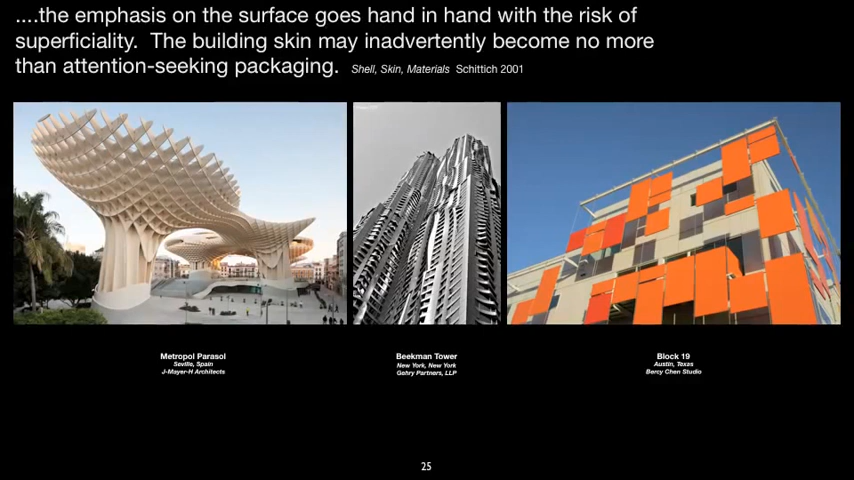 ....the emphasis on the surface goes hand in hand with the risk of
superficiality.  The building skin may inadvertently become no more
than attention-seeking packaging.  Shell, Skin, Materials  Schittich 2001
Metropol Parasol
Seville, Spain
J-Mayer-H Architects
Beekman Tower
New York, New York
Gehry Partners, LLP
Block 19
Austin, Texas
Bercy Chen Studio
25